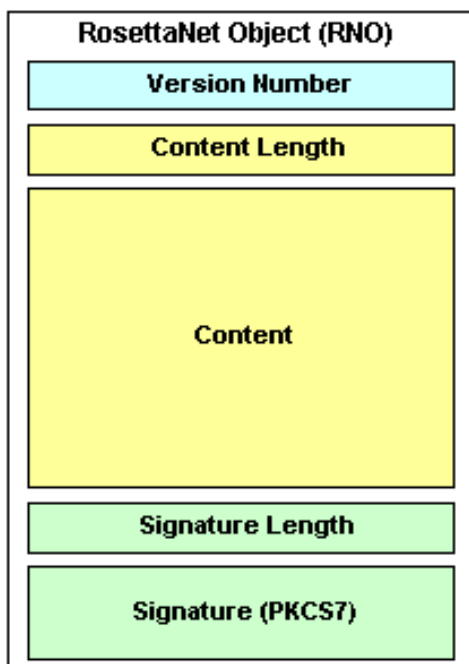 RosettaNet Object (RNO)
Version Number
Content Length
Content
Signature Length
Signature (PKCS7)